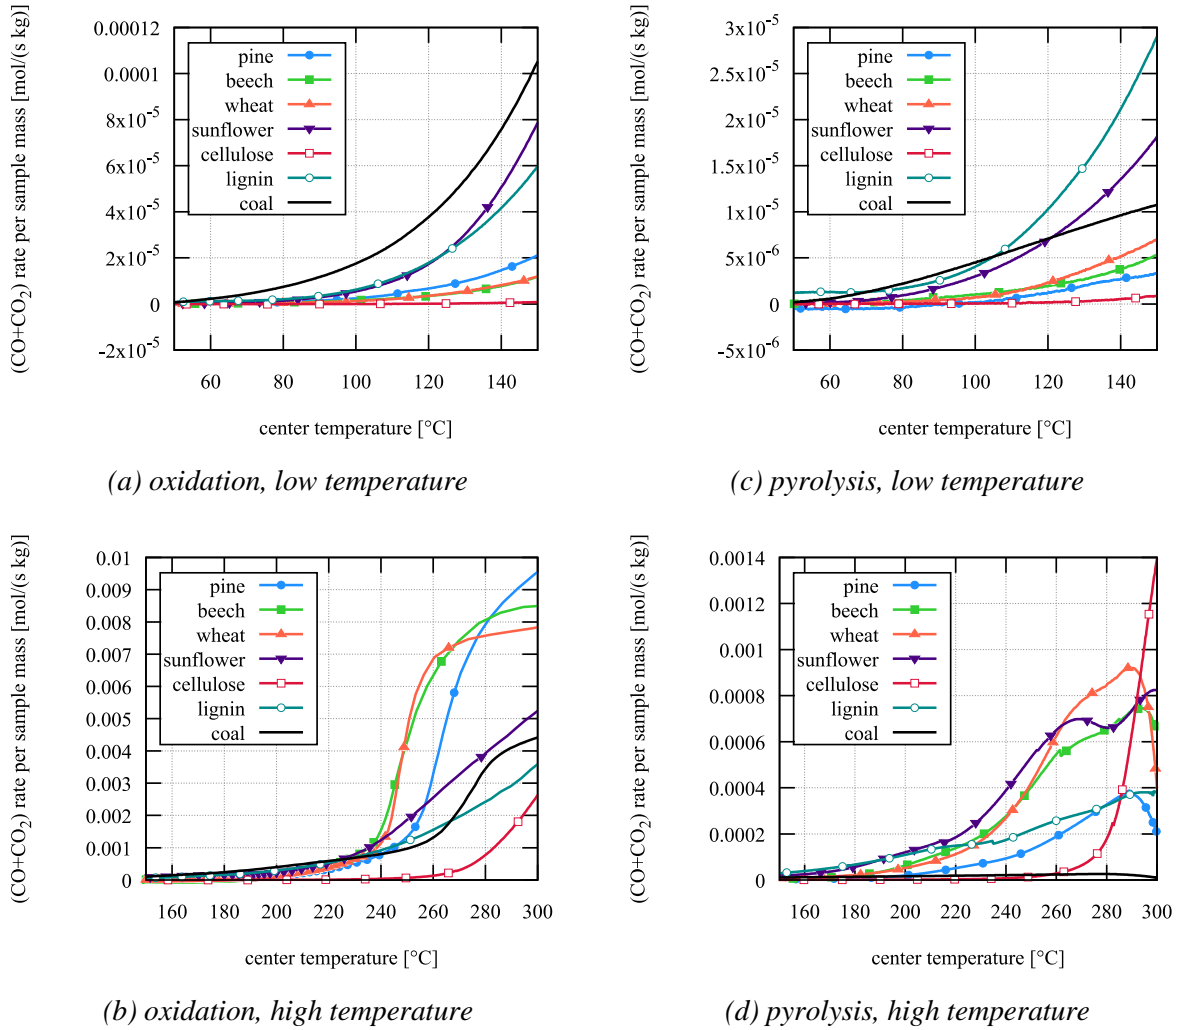 ((CO+CO2) rate per sample mass [mol/(s kg)]
0.00012
0.0001
8x10-5
6x10-5
4x10-5
2x10-5
0
-2x10-5
pine
beech
wheat
sunflower
cellulose
lignin
coal
60 80 100 120 140
center temperature [°C]
(a) oxidation, low temperature
((CO+CO2) rate per sample mass [mol/(s kg)]
3x10-5
2.5x10-5
2x10-5
1.5x10-5
1x10-5
5x10-6
0
-5x10-6
pine
beech
wheat
sunflower
cellulose
lignin
coal
60 80 100 120 140
center temperature [°C]
(c) pyrolysis, low temperature
((CO+CO2) rate per sample mass [mol/(s kg)]
0.01
0.009
0.008
0.007
0.006
0.005
0.004
0.003
0.002
0.001
0
pine
beech
wheat
sunflower
cellulose
lignin
coal
160 180 200 220 240 260 280 300
center temperature [°C]
(b) oxidation, high temperature
((CO+CO2) rate per sample mass [mol/(s kg)]
0.0014
0.0012
0.001
0.0008
0.0006
0.0004
0.0002
0
pine
beech
wheat
sunflower
cellulose
lignin
coal
160 180 200 220 240 260 280 300
center temperature [°C]
(d) pyrolysis, high temperature